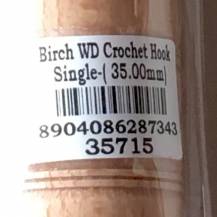 Birch WD Crochet Hook
Single-( 35.00mm)
8904086287343
35715